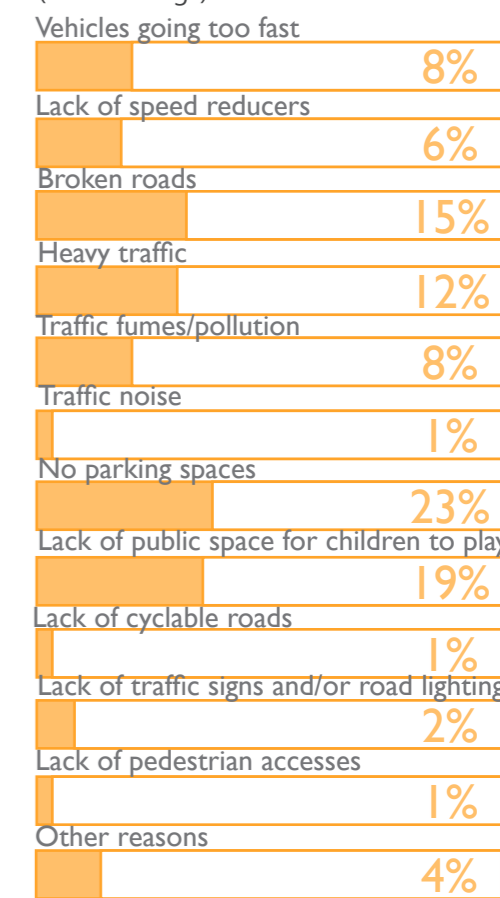 Vehicles going too fast
8%
Lack of speed reducers
6%
Broken roads
15%
Heavy traffic
12%
Traffic fumes/pollution
8%
Traffic noise
1%
No parking spaces
23%
Lack of public space for children to play
19%
Lack of cyclable roads
1%
Lack of traffic signs and/or road lighting
2%
Lack of pedestrian accesses
1%
Other reasons
4%